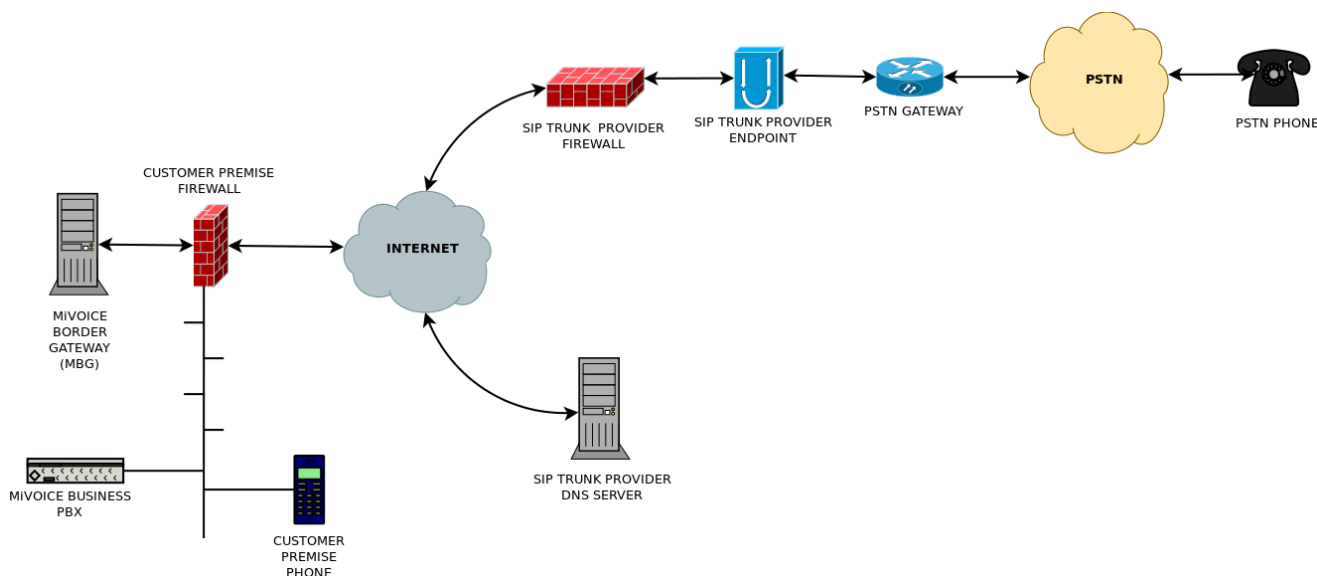 PSTN
SIP TRUNK PROVIDER
FIREWALL
SIP TRUNK PROVIDER
ENDPOINT
PSTN GATEWAY
PSTN PHONE
CUSTOMER PREMISE
FIREWALL
INTERNET
MiVOICE
BORDER
GATEWAY
(MBG)
SIP TRUNK PROVIDER
DNS SERVER
MiVOICE BUSINESS
PBX
CUSTOMER
PREMISE
PHONE